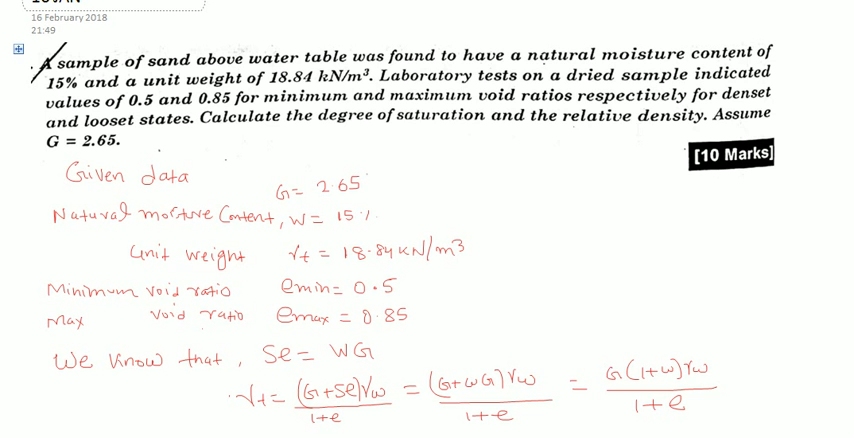 16 February 2018
21:49
A sample of sand above water table was found to have a natural moisture content of
15% and a unit weight of 18.84 kN/m³. Laboratory tests on a dried sample indicated
values of 0.5 and 0.85 for minimum and maximum void ratios respectively for denset
and looset states. Calculate the degree of saturation and the relative density. Assume
G = 2.65.
[10 Marks]
Given data
G = 2.65
Natural moisture Content, W = 15%
Unit weight γt = 18.84 KN/m3
Minimum void ratio emin = 0.5
Max void ratio emax = 0.85
We know that, Se = WG
γt = (G+Se)γw / 1+e = (G+wG)γw / 1+e = G(1+w)γw / 1+e